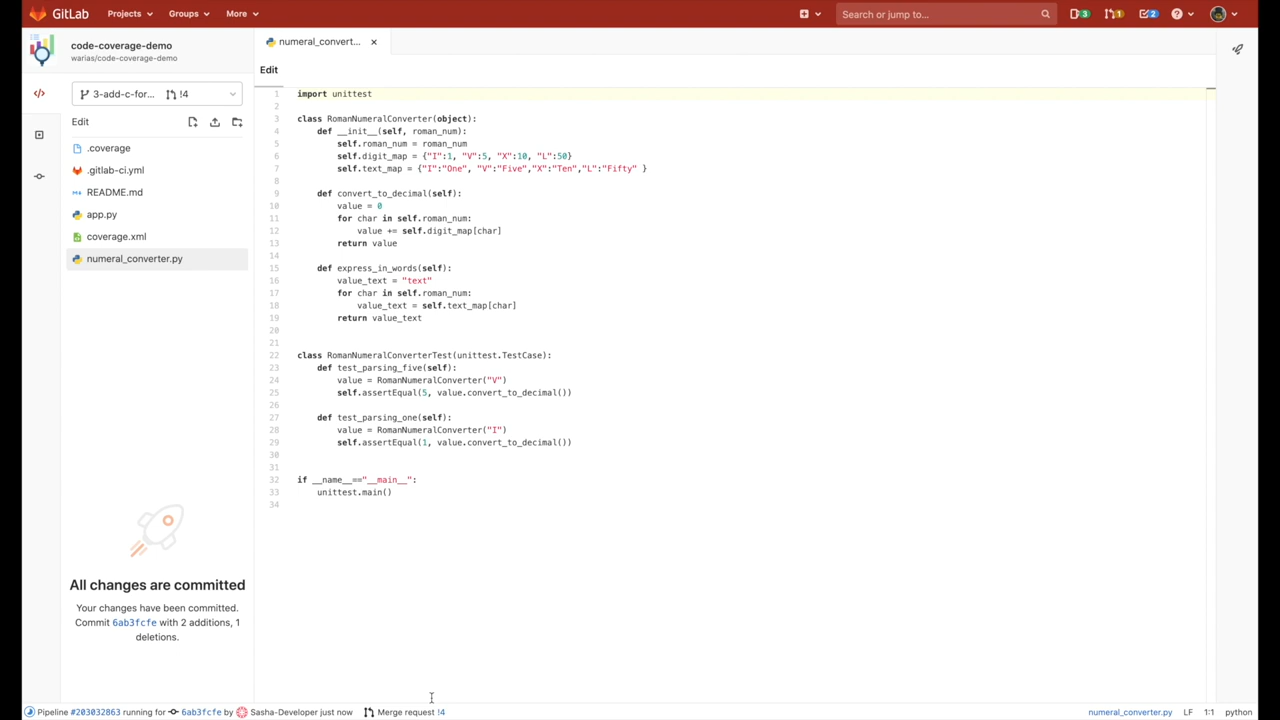 GitLab Projects Groups More Search or jump to... 3 1 2
code-coverage-demo
warias/code-coverage-demo
numeral_convert...
3-add-c-for... !4
Edit
Edit
.coverage
.gitlab-ci.yml
README.md
app.py
coverage.xml
numeral_converter.py
All changes are committed
Your changes have been committed.
Commit 6ab3fcfe with 2 additions, 1
deletions.
1 import unittest
2
3 class RomanNumeralConverter(object):
4 def __init__(self, roman_num):
5 self.roman_num = roman_num
6 self.digit_map = {"I":1, "V":5, "X":10, "L":50}
7 self.text_map = {"I":"One", "V":"Five","X":"Ten","L":"Fifty" }
8
9 def convert_to_decimal(self):
10 value = 0
11 for char in self.roman_num:
12 value += self.digit_map[char]
13 return value
14
15 def express_in_words(self):
16 value_text = "text"
17 for char in self.roman_num:
18 value_text = self.text_map[char]
19 return value_text
20
21
22 class RomanNumeralConverterTest(unittest.TestCase):
23 def test_parsing_five(self):
24 value = RomanNumeralConverter("V")
25 self.assertEqual(5, value.convert_to_decimal())
26
27 def test_parsing_one(self):
28 value = RomanNumeralConverter("I")
29 self.assertEqual(1, value.convert_to_decimal())
30
31
32 if __name__=="__main__":
33 unittest.main()
34
Pipeline #203032863 running for 6ab3fcfe by Sasha-Developer just now Merge request !4 numeral_converter.py LF 1:1 python